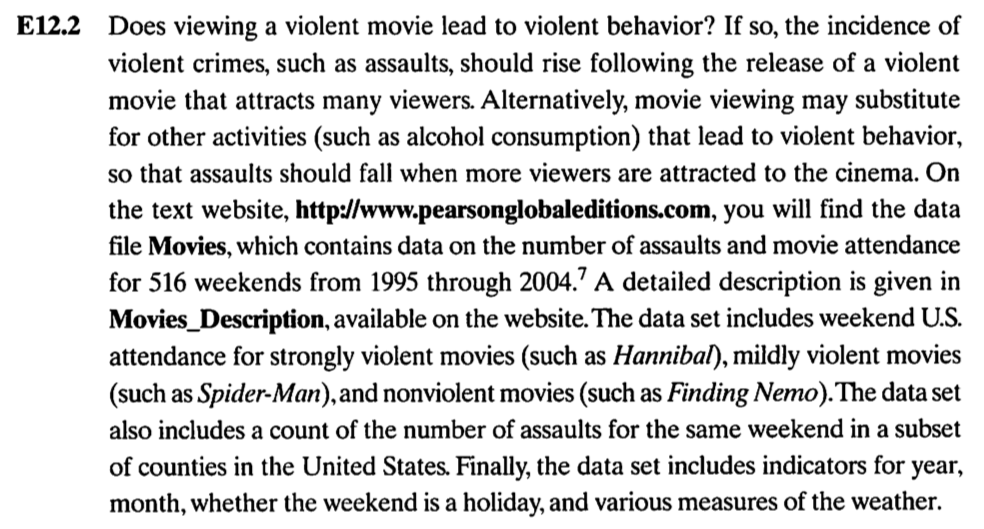 E12.2 Does viewing a violent movie lead to violent behavior? If so, the incidence of
violent crimes, such as assaults, should rise following the release of a violent
movie that attracts many viewers. Alternatively, movie viewing may substitute
for other activities (such as alcohol consumption) that lead to violent behavior,
so that assaults should fall when more viewers are attracted to the cinema. On
the text website, http://www.pearsonglobaleditions.com, you will find the data
file Movies, which contains data on the number of assaults and movie attendance
for 516 weekends from 1995 through 2004.7 A detailed description is given in
Movies_Description, available on the website. The data set includes weekend U.S.
attendance for strongly violent movies (such as Hannibal), mildly violent movies
(such as Spider-Man), and nonviolent movies (such as Finding Nemo). The data set
also includes a count of the number of assaults for the same weekend in a subset
of counties in the United States. Finally, the data set includes indicators for year,
month, whether the weekend is a holiday, and various measures of the weather.